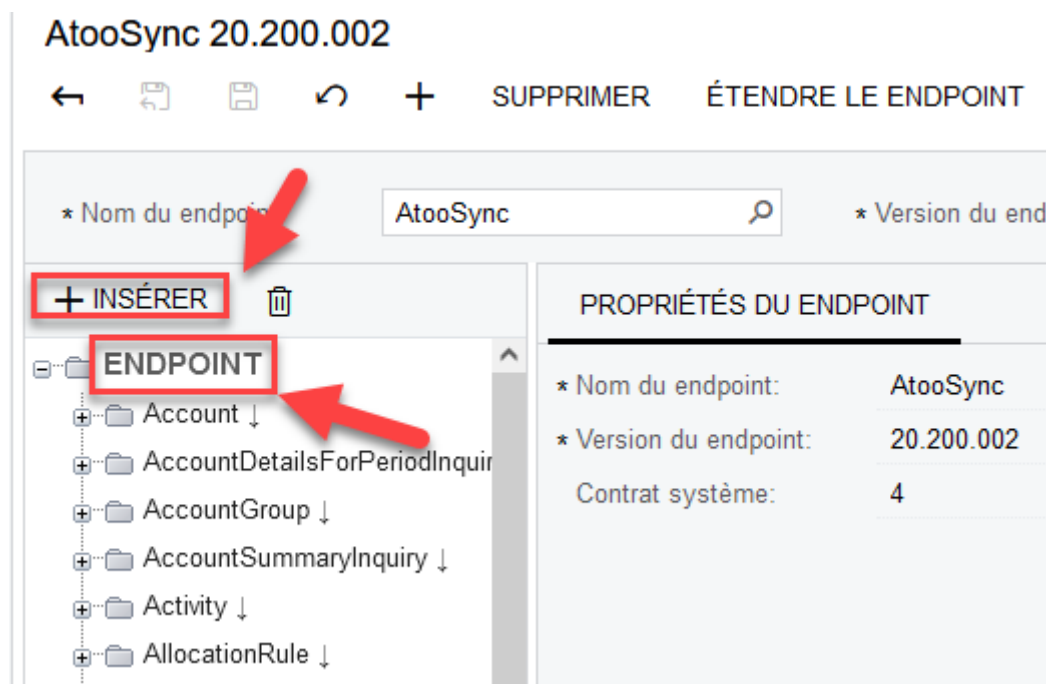 AtooSync 20.200.002
SUPPRIMER ÉTENDRE LE ENDPOINT
* Nom du endpoin AtooSync * Version du end
+ INSÉRER PROPRIÉTÉS DU ENDPOINT
ENDPOINT
* Nom du endpoint: AtooSync
Account ↓
* Version du endpoint: 20.200.002
AccountDetailsForPeriodInquir
Contrat système: 4
AccountGroup ↓
AccountSummaryInquiry ↓
Activity ↓
AllocationRule ↓